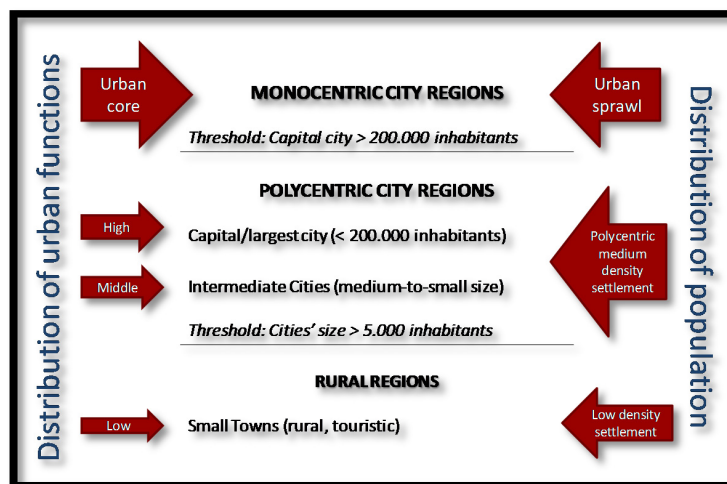 Distribution of urban functions
Urban
core
MONOCENTRIC CITY REGIONS
Urban
sprawl
Threshold: Capital city > 200.000 inhabitants
POLYCENTRIC CITY REGIONS
High
Capital/largest city (< 200.000 inhabitants)
Polycentric
medium
density
settlement
Middle
Intermediate Cities (medium-to-small size)
Threshold: Cities' size > 5.000 inhabitants
RURAL REGIONS
Low
Small Towns (rural, touristic)
Low density
settlement
Distribution of population